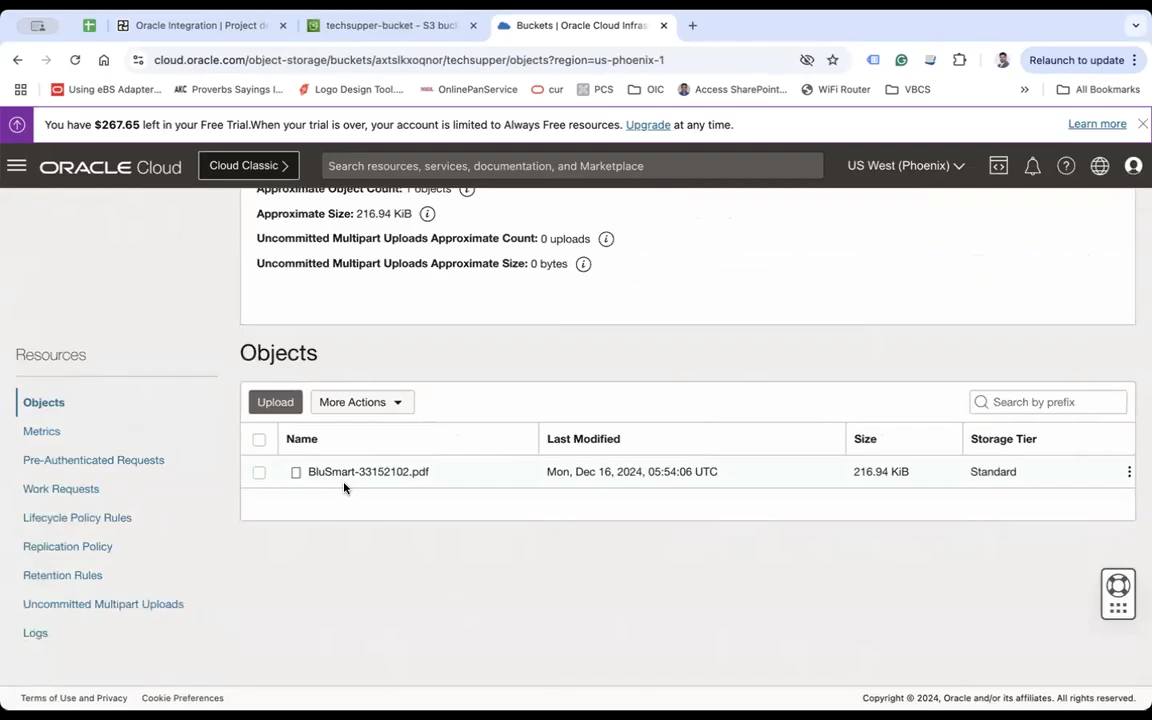 Oracle Integration | Project de
techsupper-bucket - S3 buck
Buckets | Oracle Cloud Infras
cloud.oracle.com/object-storage/buckets/axtslkxoqnor/techsupper/objects?region=us-phoenix-1
Relaunch to update
Using eBS Adapter...
AKC Proverbs Sayings I...
Logo Design Tool....
OnlinePanService
cur
PCS
OIC
Access SharePoint...
WiFi Router
VBCS
All Bookmarks
You have $267.65 left in your Free Trial.When your trial is over, your account is limited to Always Free resources. Upgrade at any time.
Learn more
ORACLE Cloud
Cloud Classic
Search resources, services, documentation, and Marketplace
US West (Phoenix)
Approximate Object Count: 1 objects
Approximate Size: 216.94 KiB
Uncommitted Multipart Uploads Approximate Count: 0 uploads
Uncommitted Multipart Uploads Approximate Size: 0 bytes
Resources
Objects
Metrics
Pre-Authenticated Requests
Work Requests
Lifecycle Policy Rules
Replication Policy
Retention Rules
Uncommitted Multipart Uploads
Logs
Objects
Upload
More Actions
Search by prefix
Name Last Modified Size Storage Tier
BluSmart-33152102.pdf Mon, Dec 16, 2024, 05:54:06 UTC 216.94 KiB Standard
Terms of Use and Privacy
Cookie Preferences
Copyright © 2024, Oracle and/or its affiliates. All rights reserved.